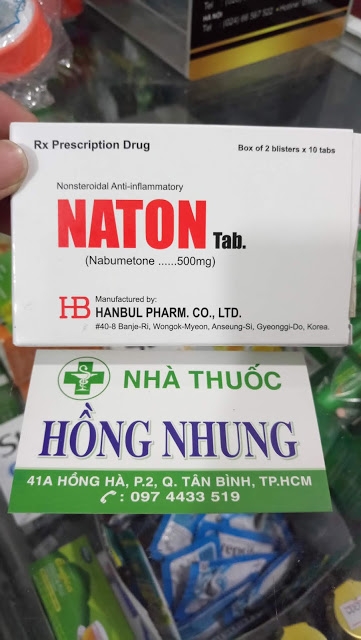 HÀ NỘI
Rx Prescription Drug
Box of 2 blisters x 10 tabs
Nonsteroidal Anti-inflammatory
NATON Tab.
(Nabumetone ......500mg)
HB
Manufactured by:
HANBUL PHARM. CO., LTD.
#40-8 Banje-Ri, Wongok-Myeon, Anseung-Si, Gyeonggi-Do, Korea.
NHÀ THUỐC
HỒNG NHUNG
41A HỒNG HÀ, P.2, Q. TÂN BÌNH, TP.HCM
: 097 4433 519